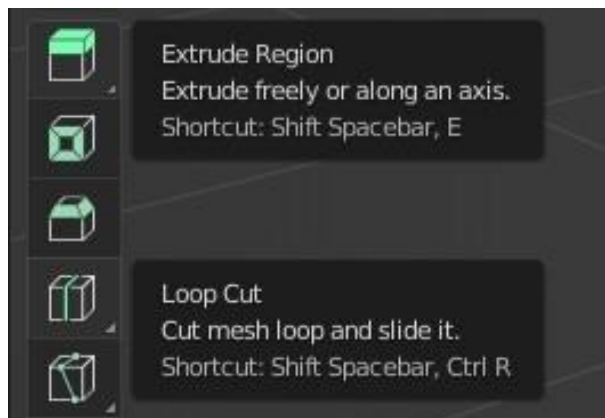 Extrude Region
Extrude freely or along an axis.
Shortcut: Shift Spacebar, E
Loop Cut
Cut mesh loop and slide it.
Shortcut: Shift Spacebar, Ctrl R